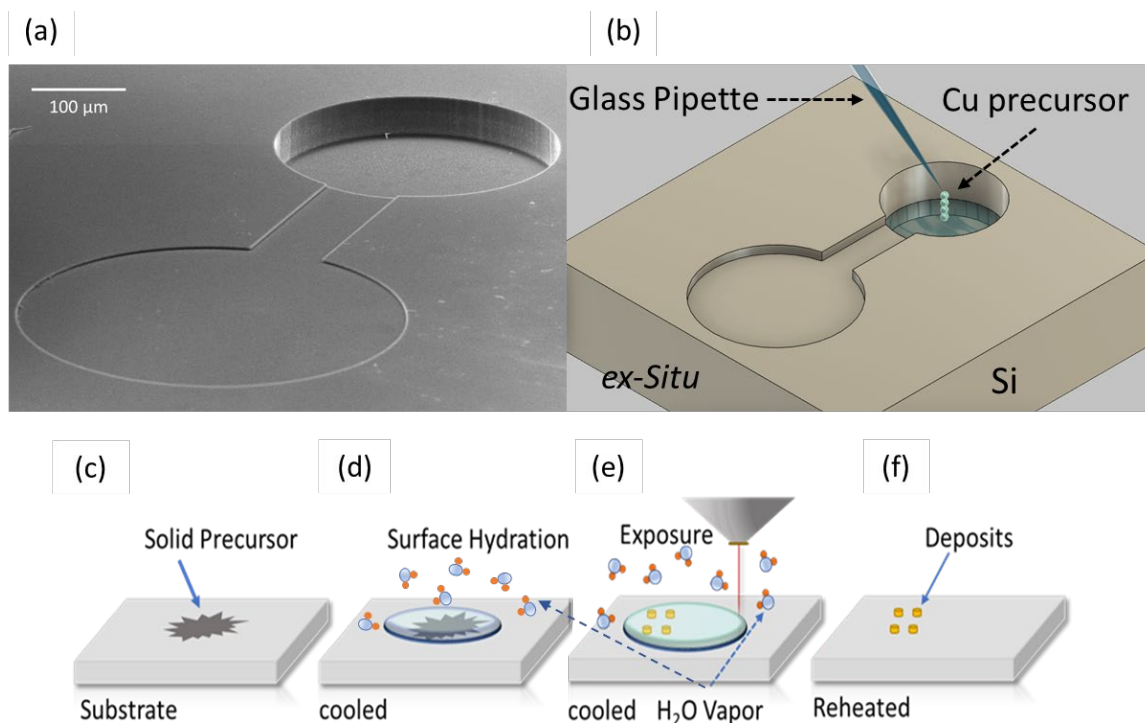 (a)
(b)
100 µm
Glass Pipette
Cu precursor
ex-Situ
Si
(c)
(d)
(e)
(f)
Solid Precursor
Surface Hydration
Exposure
Deposits
Substrate
cooled
cooled
H₂O Vapor
Reheated